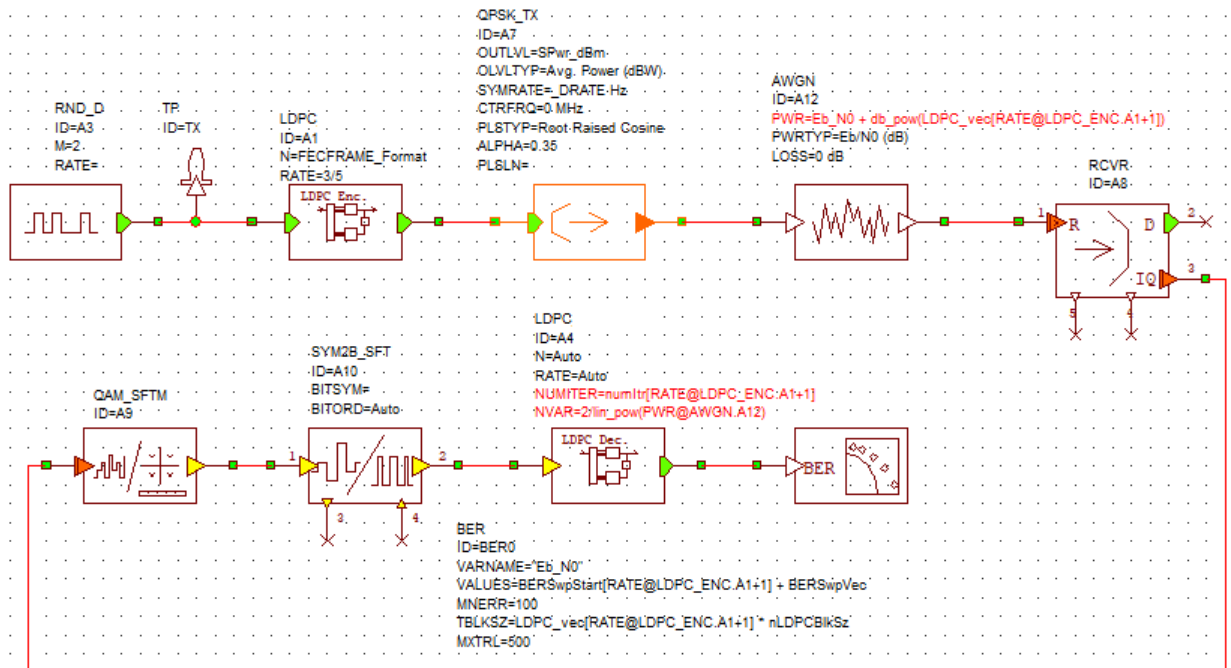 QPSK_TX
ID=A7
OUTLVL=SPwr_dBm
OLVLTYP=Avg. Power (dBW)
SYMRATE=_DRATE Hz
CTRFRQ=0 MHz
PLSTYP=Root Raised Cosine
ALPHA=0.35
PLSLN=
AWGN
ID=A12
PWR=Eb_N0 + db_pow(LDPC_vec[RATE@LDPC_ENC.A1+1])
PWRTYP=Eb/N0 (dB)
LOSS=0 dB
RND_D
ID=A3
M=2
RATE=
TP
ID=TX
LDPC
ID=A1
N=FECFRAME_Format
RATE=3/5
LDPC Enc.
RCVR
ID=A8
1
R
D
2
IQ
3
5
4
QAM_SFTM
ID=A9
SYM2B_SFT
ID=A10
BITSYM=
BITORD=Auto
1
2
3
4
LDPC
ID=A4
N=Auto
RATE=Auto
NUMITER=numItr[RATE@LDPC_ENC.A1+1]
NVAR=2/lin_pow(PWR@AWGN.A12)
LDPC Dec.
BER
BER
ID=BER0
VARNAME="Eb_N0"
VALUES=BERSwpStart[RATE@LDPC_ENC.A1+1] + BERSwpVec
MNERR=100
TBLKSZ=LDPC_vec[RATE@LDPC_ENC.A1+1] * nLDPCBlkSz
MXTRL=500